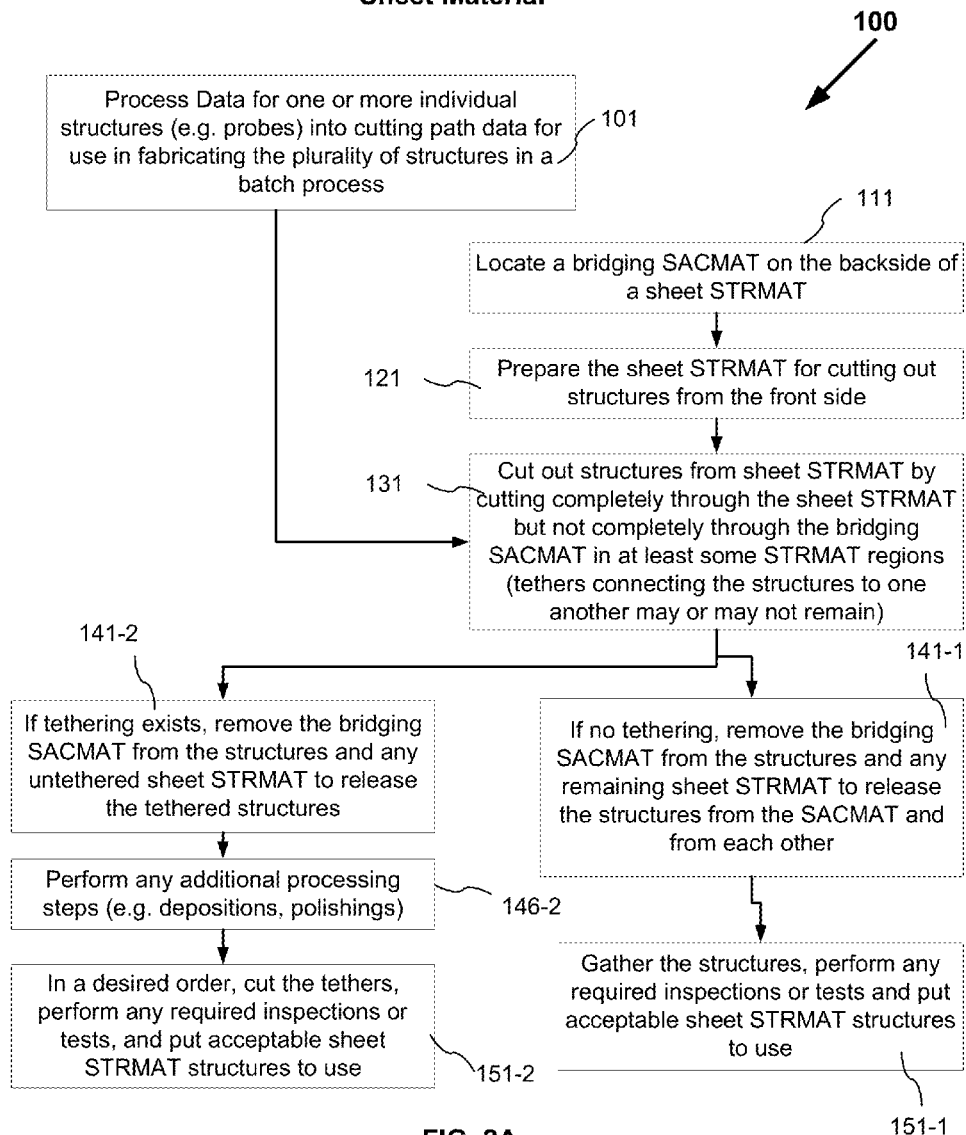 Sheet Material
100
Process Data for one or more individual
structures (e.g. probes) into cutting path data for
use in fabricating the plurality of structures in a
batch process
101
111
Locate a bridging SACMAT on the backside of
a sheet STRMAT
121
Prepare the sheet STRMAT for cutting out
structures from the front side
131
Cut out structures from sheet STRMAT by
cutting completely through the sheet STRMAT
but not completely through the bridging
SACMAT in at least some STRMAT regions
(tethers connecting the structures to one
another may or may not remain)
141-2
141-1
If tethering exists, remove the bridging
SACMAT from the structures and any
untethered sheet STRMAT to release
the tethered structures
If no tethering, remove the bridging
SACMAT from the structures and any
remaining sheet STRMAT to release
the structures from the SACMAT and
from each other
Perform any additional processing
steps (e.g. depositions, polishings)
146-2
In a desired order, cut the tethers,
perform any required inspections or
tests, and put acceptable sheet
STRMAT structures to use
151-2
Gather the structures, perform any
required inspections or tests and put
acceptable sheet STRMAT structures
to use
151-1